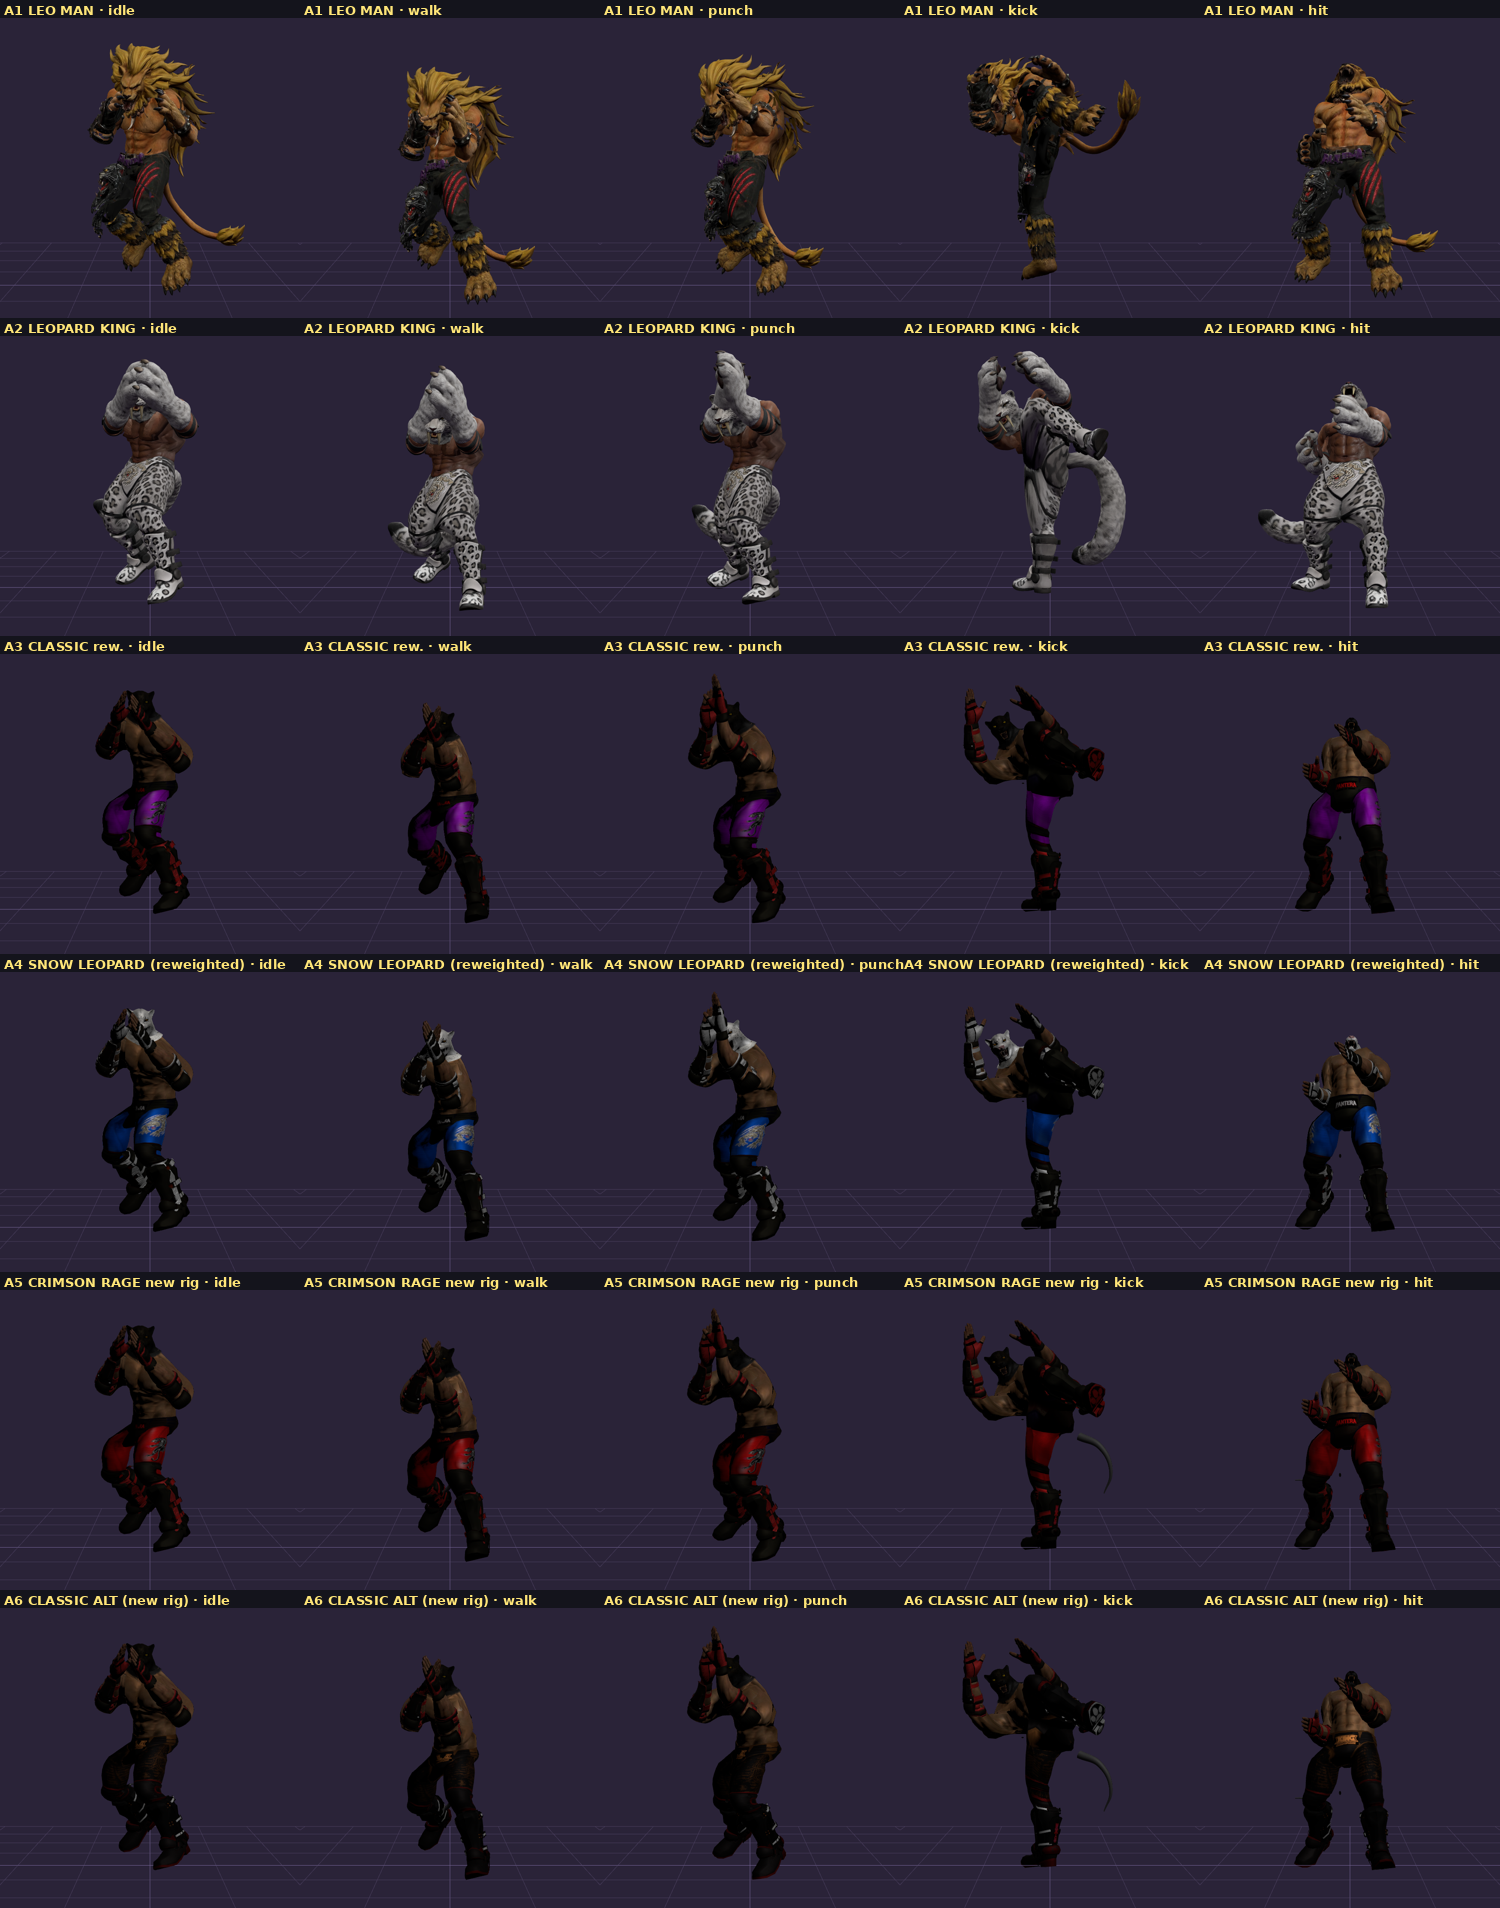 A1 LEO MAN · idle
A1 LEO MAN · walk
A1 LEO MAN · punch
A1 LEO MAN · kick
A1 LEO MAN · hit
A2 LEOPARD KING · idle
A2 LEOPARD KING · walk
A2 LEOPARD KING · punch
A2 LEOPARD KING · kick
A2 LEOPARD KING · hit
A3 CLASSIC rew. · idle
A3 CLASSIC rew. · walk
A3 CLASSIC rew. · punch
A3 CLASSIC rew. · kick
A3 CLASSIC rew. · hit
PANTERA
A4 SNOW LEOPARD (reweighted) · idle
A4 SNOW LEOPARD (reweighted) · walk
A4 SNOW LEOPARD (reweighted) · punch
A4 SNOW LEOPARD (reweighted) · kick
A4 SNOW LEOPARD (reweighted) · hit
PANTERA
A5 CRIMSON RAGE new rig · idle
A5 CRIMSON RAGE new rig · walk
A5 CRIMSON RAGE new rig · punch
A5 CRIMSON RAGE new rig · kick
A5 CRIMSON RAGE new rig · hit
PANTERA
A6 CLASSIC ALT (new rig) · idle
A6 CLASSIC ALT (new rig) · walk
A6 CLASSIC ALT (new rig) · punch
A6 CLASSIC ALT (new rig) · kick
A6 CLASSIC ALT (new rig) · hit